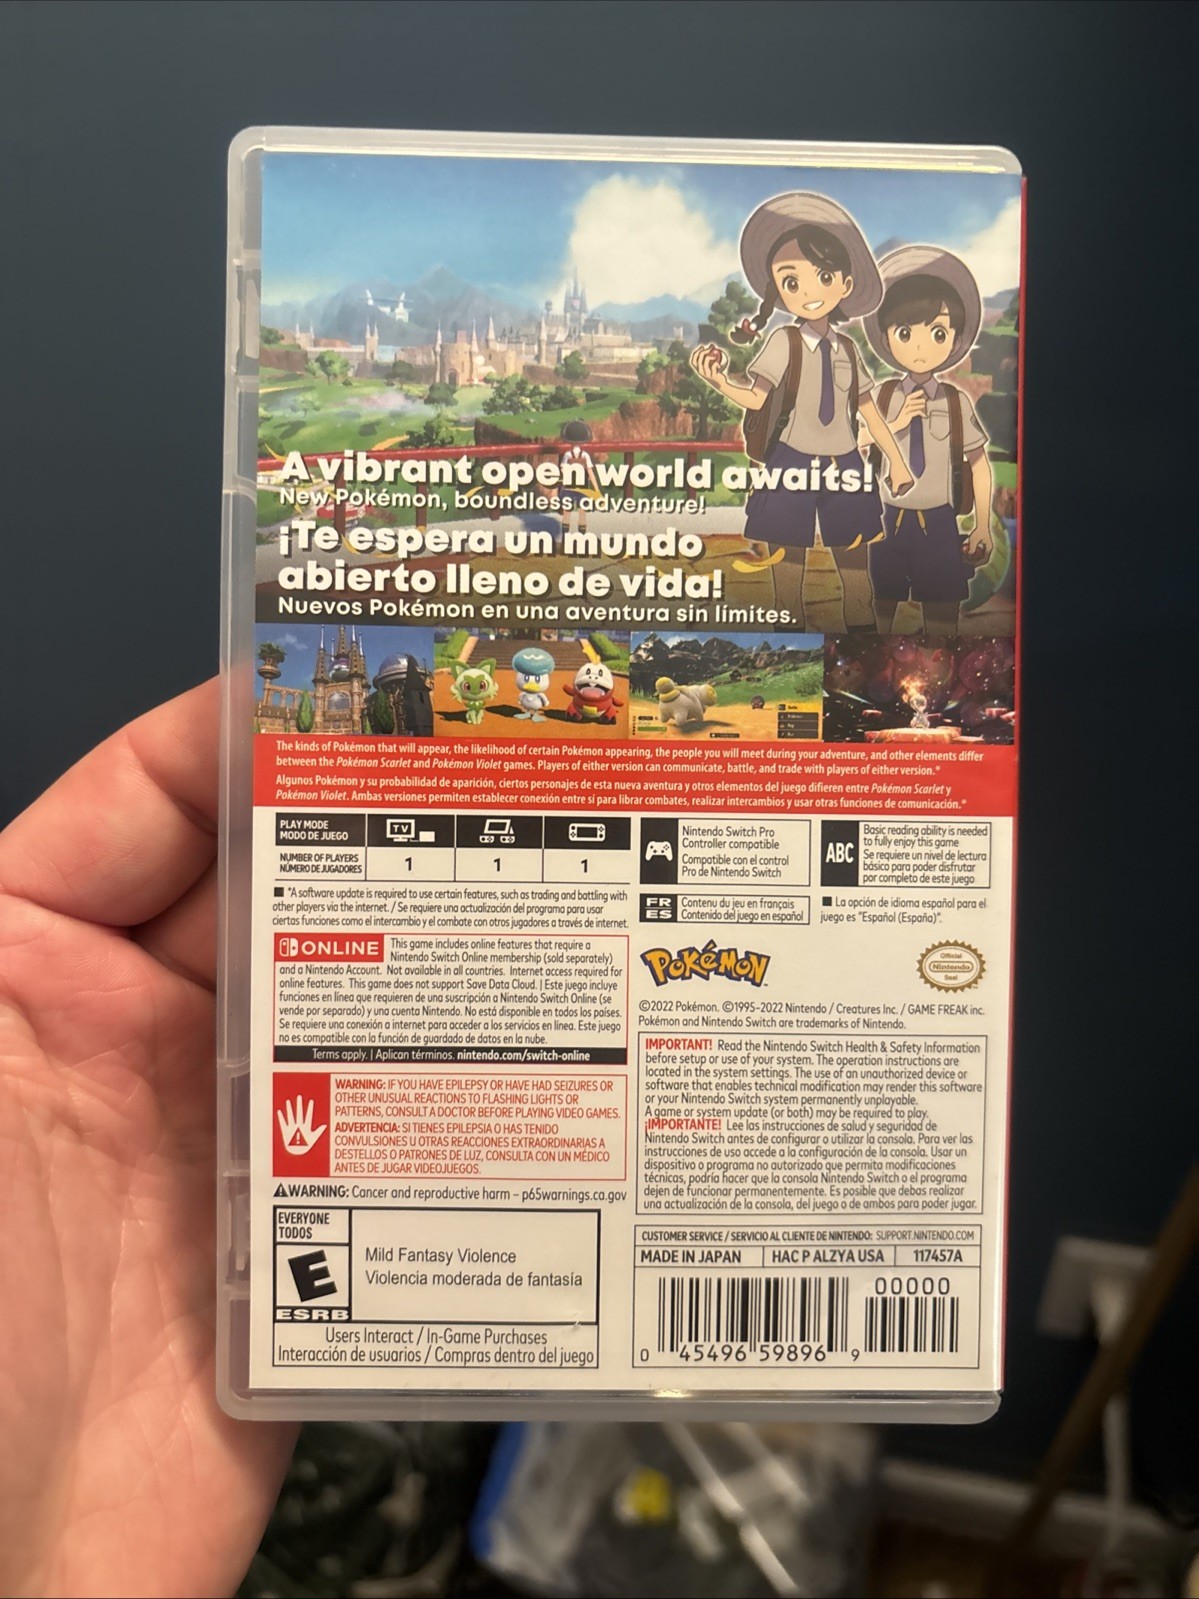 A vibrant open world awaits!
New Pokémon, boundless adventure!
¡Te espera un mundo
abierto lleno de vida!
Nuevos Pokémon en una aventura sin límites.
The kinds of Pokémon that will appear, the likelihood of certain Pokémon appearing, the people you will meet during your adventure, and other elements differ
between the Pokémon Scarlet and Pokémon Violet games. Players of either version can communicate, battle, and trade with players of either version.*
Algunos Pokémon y su probabilidad de aparición, ciertos personajes de esta nueva aventura y otros elementos del juego difieren entre Pokémon Scarlet y
Pokémon Violet. Ambas versiones permiten establecer conexión entre sí para librar combates, realizar intercambios y usar otras funciones de comunicación.*
PLAY MODE
MODO DE JUEGO
TV
NUMBER OF PLAYERS
NÚMERO DE JUGADORES
1
1
1
*A software update is required to use certain features, such as trading and battling with
other players via the internet. / Se requiere una actualización del programa para usar
ciertas funciones como el intercambio y el combate con otros jugadores a través de internet.
Nintendo Switch Pro
Controller compatible
Compatible con el control
Pro de Nintendo Switch
ABC
Basic reading ability is needed
to fully enjoy this game
Se requiere un nivel de lectura
básico para poder disfrutar
por completo de este juego
FR
ES
Contenu du jeu en français
Contenido del juego en español
La opción de idioma español para el
juego es "Español (España)".
ONLINE
This game includes online features that require a
Nintendo Switch Online membership (sold separately)
and a Nintendo Account. Not available in all countries. Internet access required for
online features. This game does not support Save Data Cloud. | Este juego incluye
funciones en línea que requieren de una suscripción a Nintendo Switch Online (se
vende por separado) y una cuenta Nintendo. No está disponible en todos los países.
Se requiere una conexión a internet para acceder a los servicios en línea. Este juego
no es compatible con la función de guardado de datos en la nube.
Terms apply. | Aplican términos. nintendo.com/switch-online
POKéMON
Official
Nintendo
Seal
©2022 Pokémon. ©1995-2022 Nintendo / Creatures Inc. / GAME FREAK inc.
Pokémon and Nintendo Switch are trademarks of Nintendo.
WARNING: IF YOU HAVE EPILEPSY OR HAVE HAD SEIZURES OR
OTHER UNUSUAL REACTIONS TO FLASHING LIGHTS OR
PATTERNS, CONSULT A DOCTOR BEFORE PLAYING VIDEO GAMES.
ADVERTENCIA: SI TIENES EPILEPSIA O HAS TENIDO
CONVULSIONES U OTRAS REACCIONES EXTRAORDINARIAS A
DESTELLOS O PATRONES DE LUZ, CONSULTA CON UN MÉDICO
ANTES DE JUGAR VIDEOJUEGOS.
WARNING: Cancer and reproductive harm – p65warnings.ca.gov
IMPORTANT! Read the Nintendo Switch Health & Safety Information
before setup or use of your system. The operation instructions are
located in the system settings. The use of an unauthorized device or
software that enables technical modification may render this software
or your Nintendo Switch system permanently unplayable.
A game or system update (or both) may be required to play.
¡IMPORTANTE! Lee las instrucciones de salud y seguridad de
Nintendo Switch antes de configurar o utilizar la consola. Para ver las
instrucciones de uso accede a la configuración de la consola. Usar un
dispositivo o programa no autorizado que permita modificaciones
técnicas, podría hacer que la consola Nintendo Switch o el programa
dejen de funcionar permanentemente. Es posible que debas realizar
una actualización de la consola, del juego o de ambos para poder jugar.
EVERYONE
TODOS
E
ESRB
Mild Fantasy Violence
Violencia moderada de fantasía
Users Interact / In-Game Purchases
Interacción de usuarios / Compras dentro del juego
CUSTOMER SERVICE / SERVICIO AL CLIENTE DE NINTENDO: SUPPORT.NINTENDO.COM
MADE IN JAPAN
HAC P ALZYA USA
117457A
00000
0 45496 59896 9